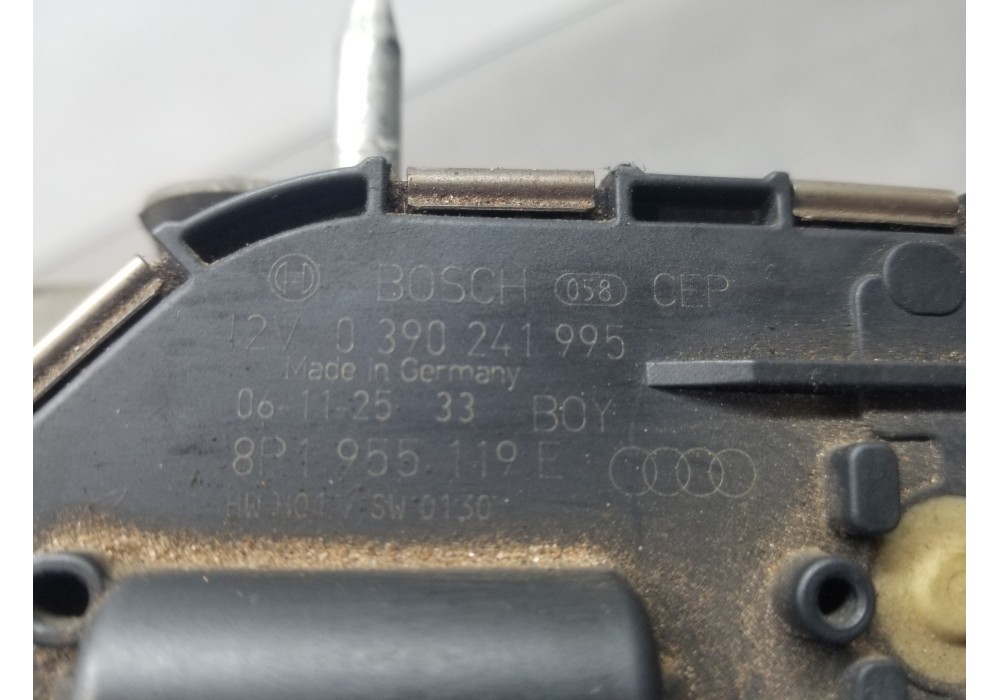 BOSCH 058 CEP
12V 0 390 241 995
Made in Germany
06-11-25 33 BOY
8P1 955 119 E
HW H01 / SW 0130